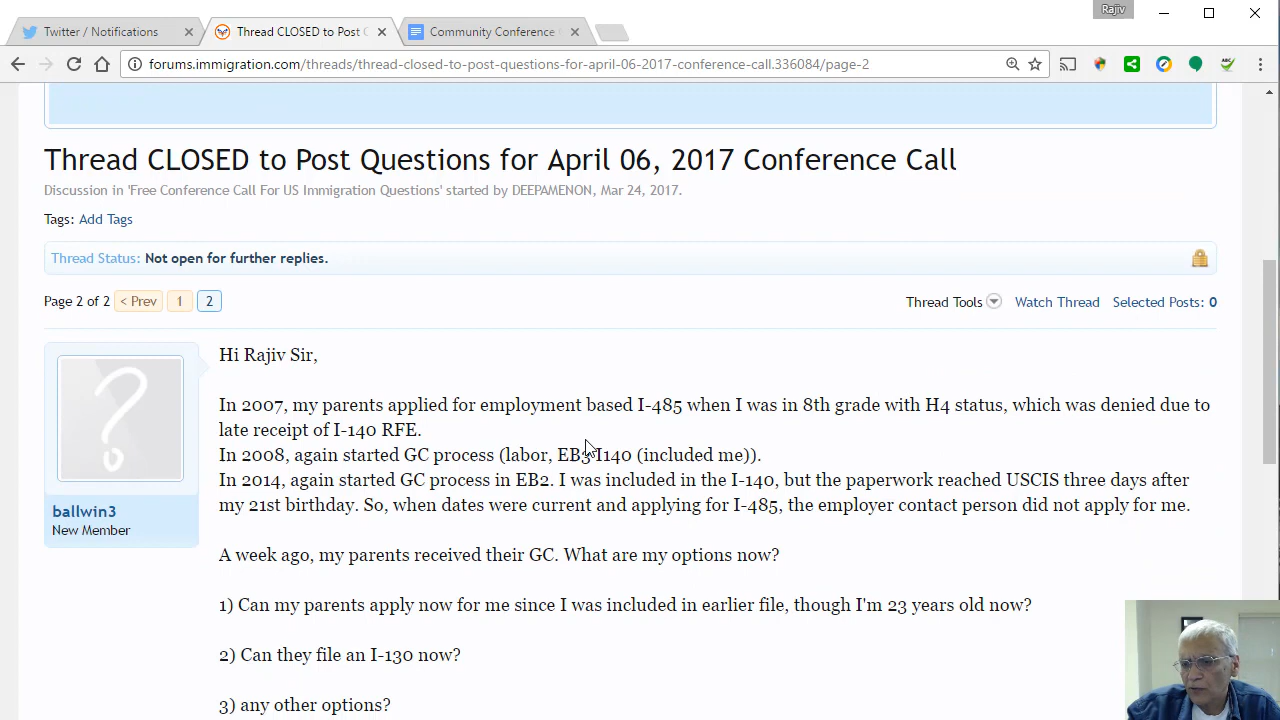 Rajiv
Twitter / Notifications
Thread CLOSED to Post
Community Conference
forums.immigration.com/threads/thread-closed-to-post-questions-for-april-06-2017-conference-call.336084/page-2
ABC
Thread CLOSED to Post Questions for April 06, 2017 Conference Call
Discussion in 'Free Conference Call For US Immigration Questions' started by DEEPAMENON, Mar 24, 2017.
Tags: Add Tags
Thread Status: Not open for further replies.
Page 2 of 2 < Prev 1 2 Thread Tools Watch Thread Selected Posts: 0
Hi Rajiv Sir,
In 2007, my parents applied for employment based I-485 when I was in 8th grade with H4 status, which was denied due to
late receipt of I-140 RFE.
In 2008, again started GC process (labor, EB3 I140 (included me)).
In 2014, again started GC process in EB2. I was included in the I-140, but the paperwork reached USCIS three days after
my 21st birthday. So, when dates were current and applying for I-485, the employer contact person did not apply for me.
ballwin3
New Member
A week ago, my parents received their GC. What are my options now?
1) Can my parents apply now for me since I was included in earlier file, though I'm 23 years old now?
2) Can they file an I-130 now?
3) any other options?